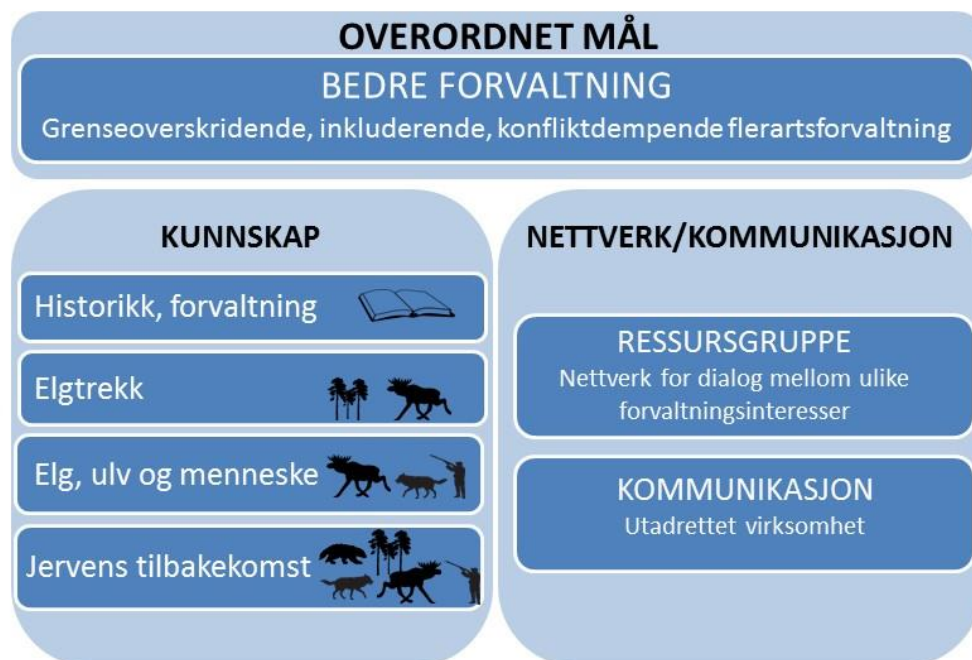 OVERORDNET MÅL
BEDRE FORVALTNING
Grenseoverskridende, inkluderende, konfliktdempende flerartsforvaltning
KUNNSKAP
Historikk, forvaltning
Elgtrekk
Elg, ulv og menneske
Jervens tilbakekomst
NETTVERK/KOMMUNIKASJON
RESSURSGRUPPE
Nettverk for dialog mellom ulike
forvaltningsinteresser
KOMMUNIKASJON
Utadrettet virksomhet